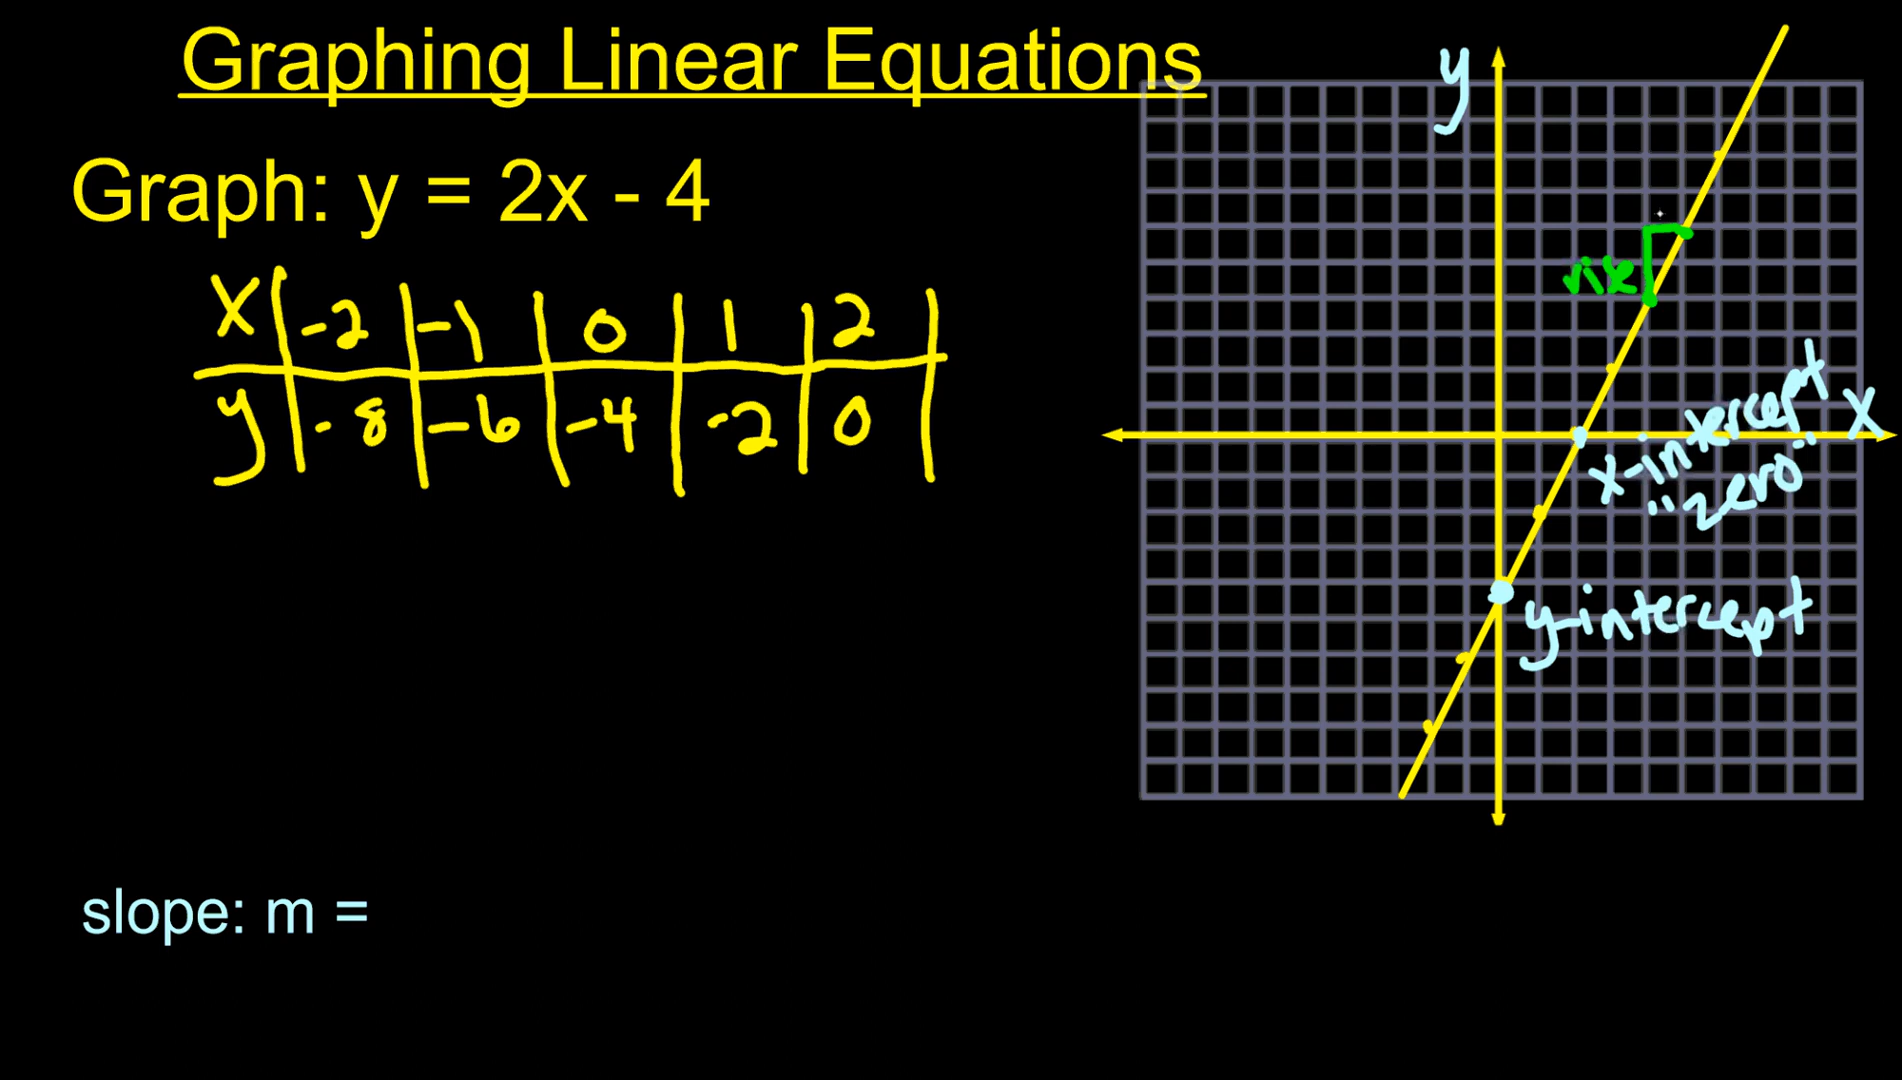 Graphing Linear Equations
Graph: y = 2x - 4
x -2 -1 0 1 2
y -8 -6 -4 -2 0
y
rise
x-intercept
x
"zero"
y-intercept
slope: m =